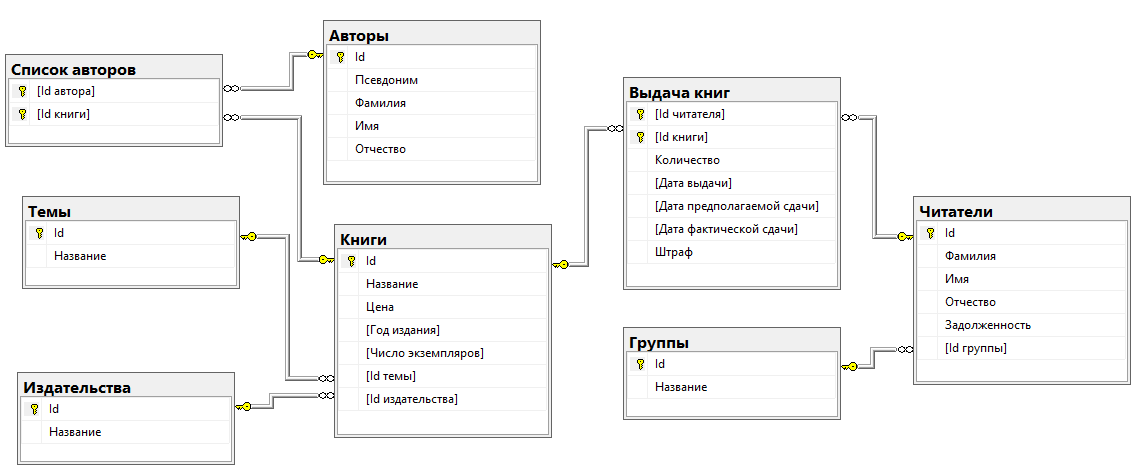 Список авторов
[Id автора]
[Id книги]
Авторы
Id
Псевдоним
Фамилия
Имя
Отчество
Темы
Id
Название
Издательства
Id
Название
Книги
Id
Название
Цена
[Год издания]
[Число экземпляров]
[Id темы]
[Id издательства]
Выдача книг
[Id читателя]
[Id книги]
Количество
[Дата выдачи]
[Дата предполагаемой сдачи]
[Дата фактической сдачи]
Штраф
Группы
Id
Название
Читатели
Id
Фамилия
Имя
Отчество
Задолженность
[Id группы]